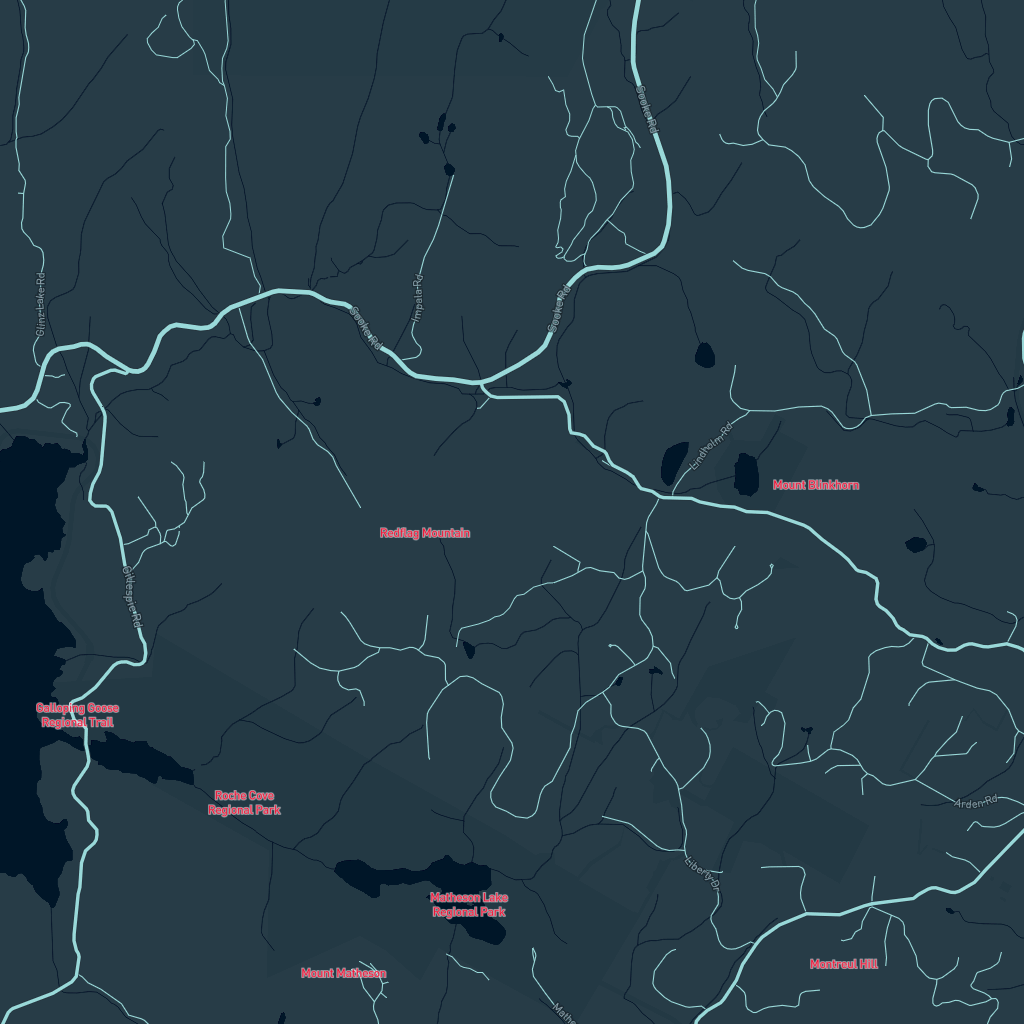 Sooke Rd
Glinz Lake Rd
Impala Rd
Sooke Rd
Sooke Rd
Lindholm Rd
Mount Blinkhorn
Redflag Mountain
Gillespie Rd
Galloping Goose
Regional Trail
Roche Cove
Regional Park
Arden Rd
Liberty Dr
Matheson Lake
Regional Park
Mount Matheson
Montreul Hill
Mathe